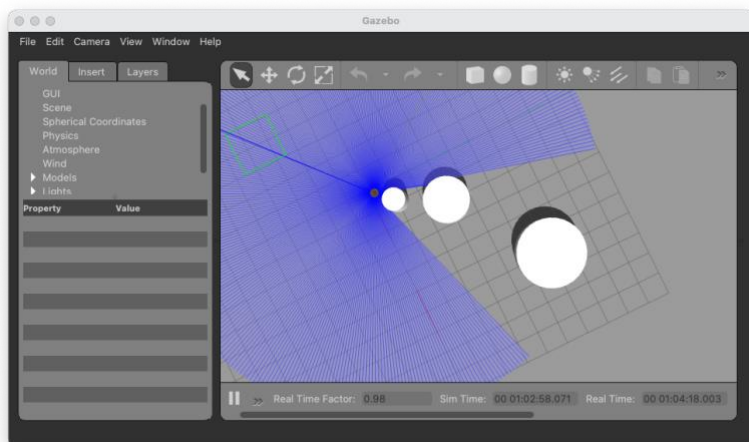 Gazebo
File Edit Camera View Window Help
World Insert Layers
GUI
Scene
Spherical Coordinates
Physics
Atmosphere
Wind
Models
Lights
Property Value
Real Time Factor: 0.98 Sim Time: 00 01:02:58.071 Real Time: 00 01:04:18.003